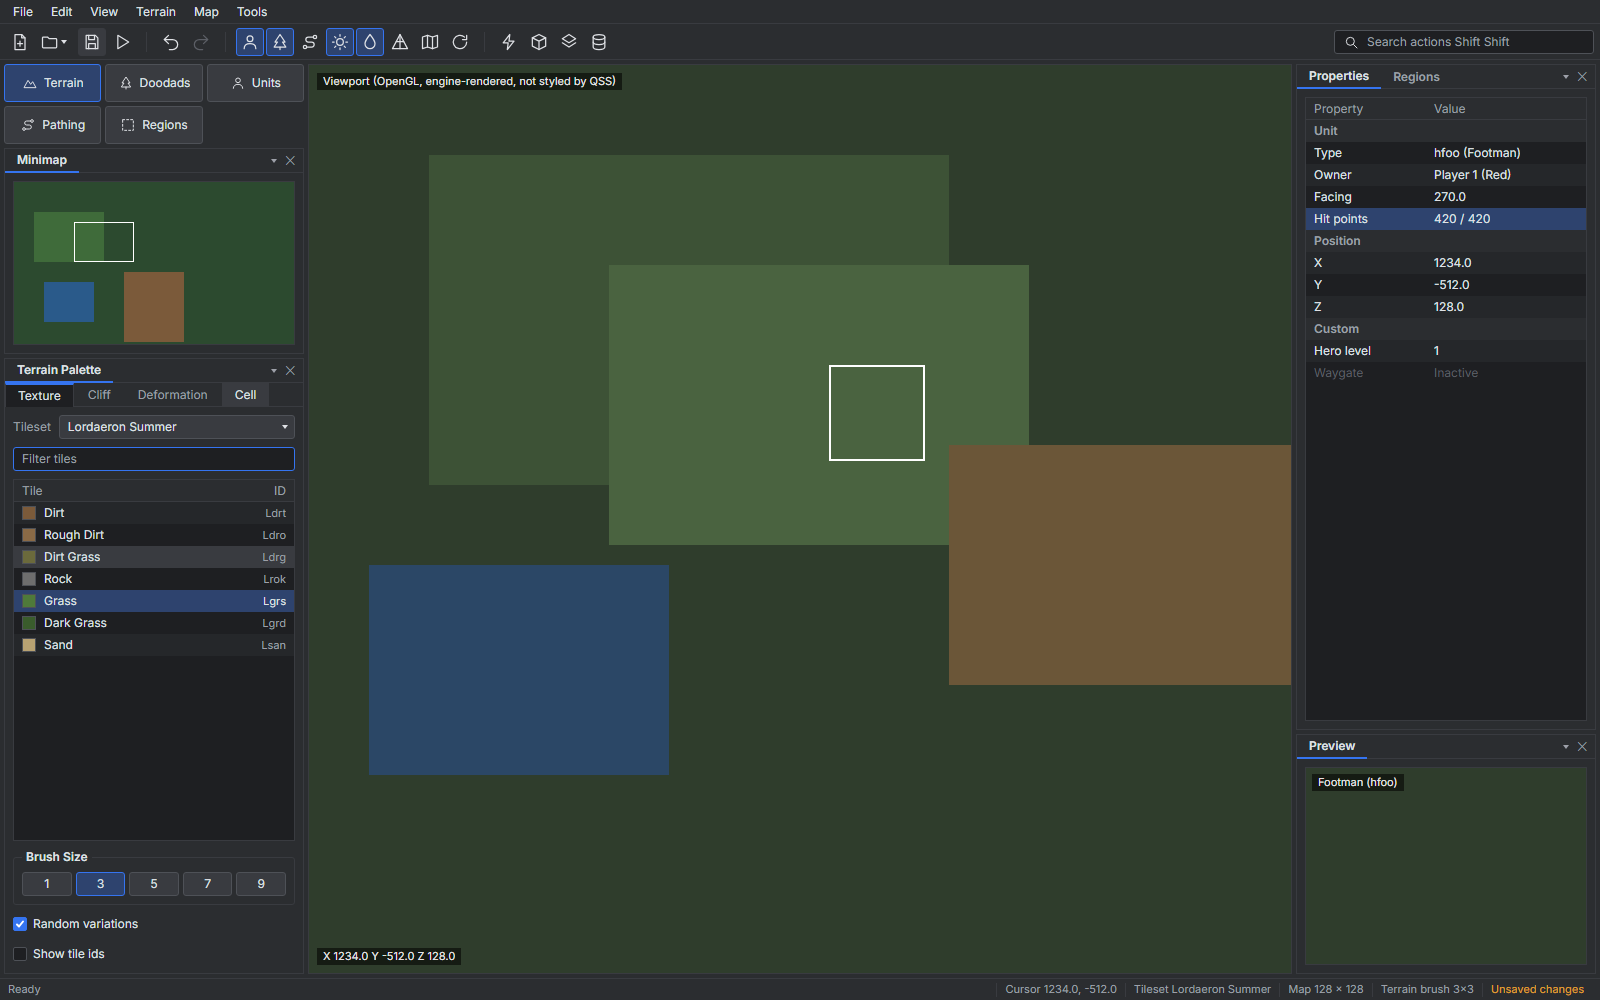 File Edit View Terrain Map Tools
Search actions Shift Shift
Terrain Doodads Units
Pathing Regions
Minimap
Terrain Palette
Texture Cliff Deformation Cell
Tileset Lordaeron Summer
Filter tiles
Tile ID
Dirt Ldrt
Rough Dirt Ldro
Dirt Grass Ldrg
Rock Lrok
Grass Lgrs
Dark Grass Lgrd
Sand Lsan
Brush Size
1 3 5 7 9
Random variations
Show tile ids
Viewport (OpenGL, engine-rendered, not styled by QSS)
X 1234.0 Y -512.0 Z 128.0
Properties Regions
Property Value
Unit
Type hfoo (Footman)
Owner Player 1 (Red)
Facing 270.0
Hit points 420 / 420
Position
X 1234.0
Y -512.0
Z 128.0
Custom
Hero level 1
Waygate Inactive
Preview
Footman (hfoo)
Ready Cursor 1234.0, -512.0 Tileset Lordaeron Summer Map 128 × 128 Terrain brush 3×3 Unsaved changes